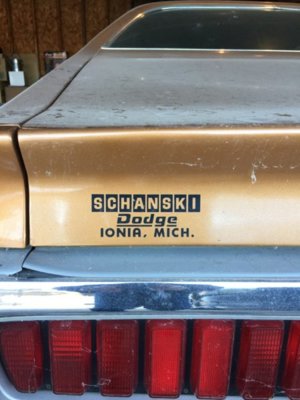 SCHANSKI
Dodge
IONIA, MICH.